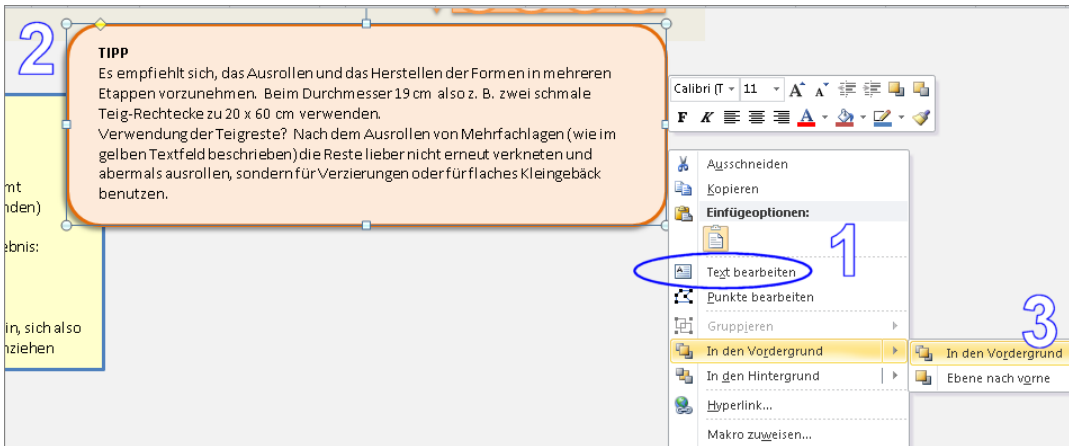 2
TIPP
Es empfiehlt sich, das Ausrollen und das Herstellen der Formen in mehreren
Etappen vorzunehmen. Beim Durchmesser 19 cm also z. B. zwei schmale
Teig-Rechtecke zu 20 x 60 cm verwenden.
Verwendung der Teigreste? Nach dem Ausrollen von Mehrfachlagen (wie im
gelben Textfeld beschrieben) die Reste lieber nicht erneut verkneten und
abermals ausrollen, sondern für Verzierungen oder für flaches Kleingebäck
benutzen.
mt
nden)
ebnis:
in, sich also
nziehen
Calibri (T 11 A A
F K A
Ausschneiden
Kopieren
Einfügeoptionen:
1
Text bearbeiten
Punkte bearbeiten
Gruppieren
In den Vordergrund
In den Hintergrund
Hyperlink...
Makro zuweisen...
3
In den Vordergrund
Ebene nach vorne